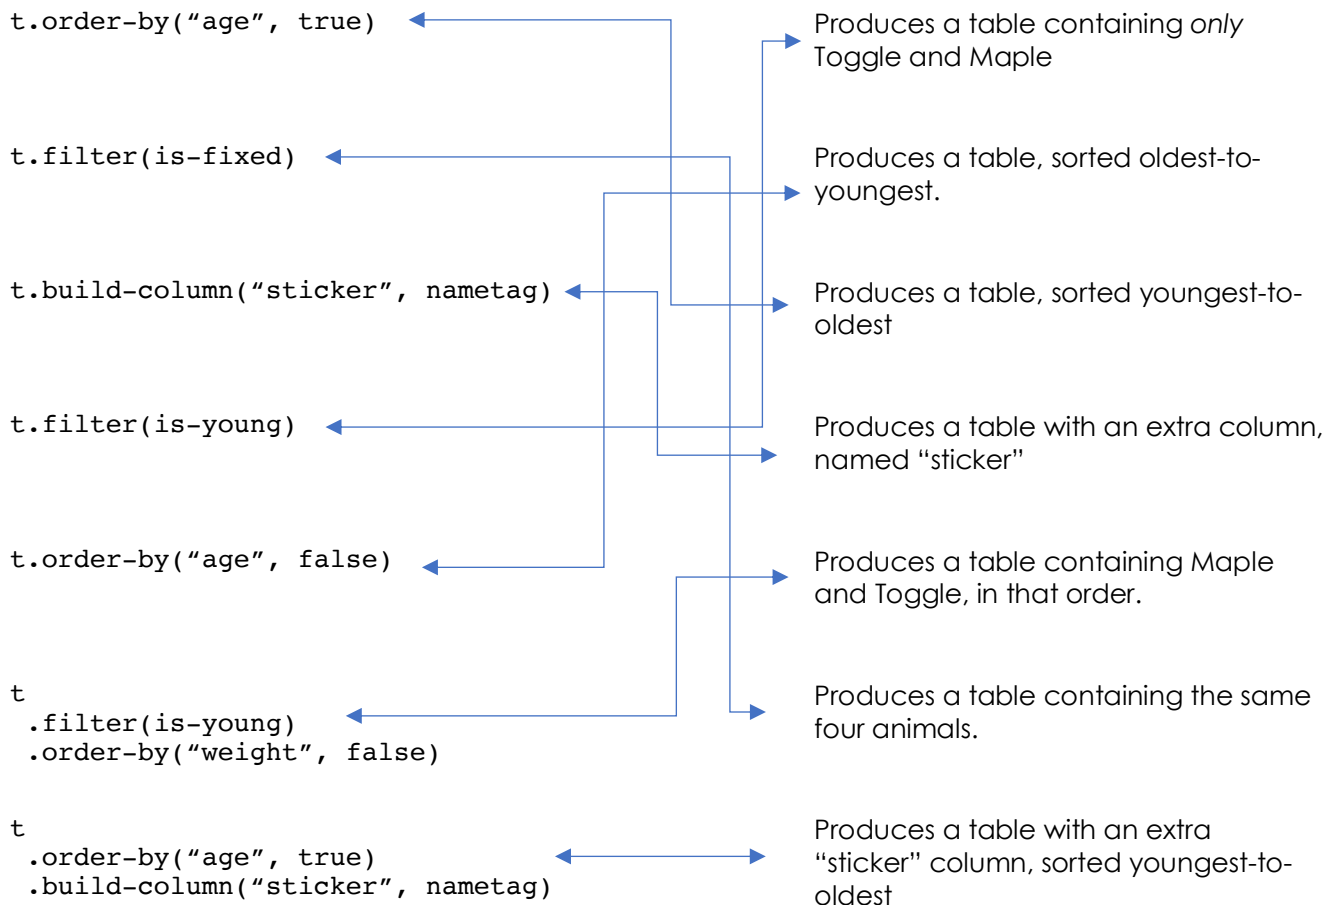 t.order-by(“age”, true)
Produces a table containing only
Toggle and Maple
t.filter(is-fixed)
Produces a table, sorted oldest-to-
youngest.
t.build-column(“sticker”, nametag)
Produces a table, sorted youngest-to-
oldest
t.filter(is-young)
Produces a table with an extra column,
named “sticker”
t.order-by(“age”, false)
Produces a table containing Maple
and Toggle, in that order.
t
.filter(is-young)
.order-by(“weight”, false)
Produces a table containing the same
four animals.
t
.order-by(“age”, true)
.build-column(“sticker”, nametag)
Produces a table with an extra
“sticker” column, sorted youngest-to-
oldest